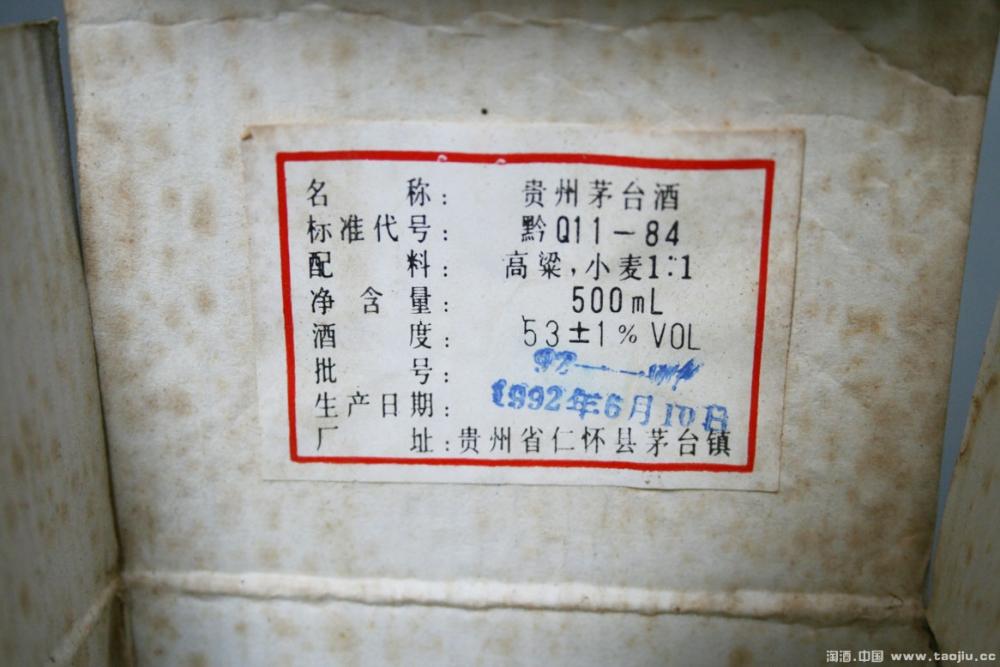 名 称: 贵州茅台酒
标准代号: 黔Q11-84
配 料: 高粱,小麦1:1
净 含 量: 500mL
酒 度: 53±1% VOL
批 号: 92——
生产日期: 1992年6月10日
厂 址: 贵州省仁怀县茅台镇
淘酒.中国 www.taojiu.cc